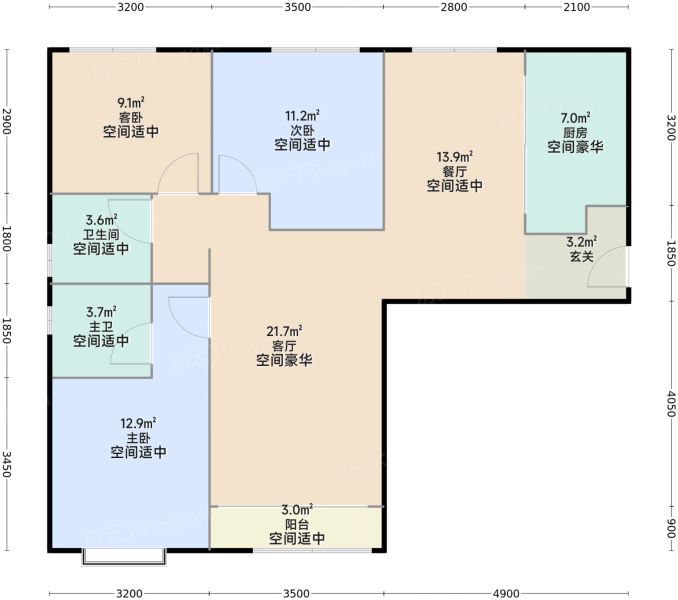 3200
3500
2800
2100
2900
1800
1850
3450
3200
1850
4050
900
9.1㎡
客卧
空间适中
11.2㎡
次卧
空间适中
13.9㎡
餐厅
空间适中
7.0㎡
厨房
空间豪华
3.6㎡
卫生间
空间适中
3.2㎡
玄关
3.7㎡
主卫
空间适中
21.7㎡
客厅
空间豪华
12.9㎡
主卧
空间适中
3.0㎡
阳台
空间适中
3200
3500
4900